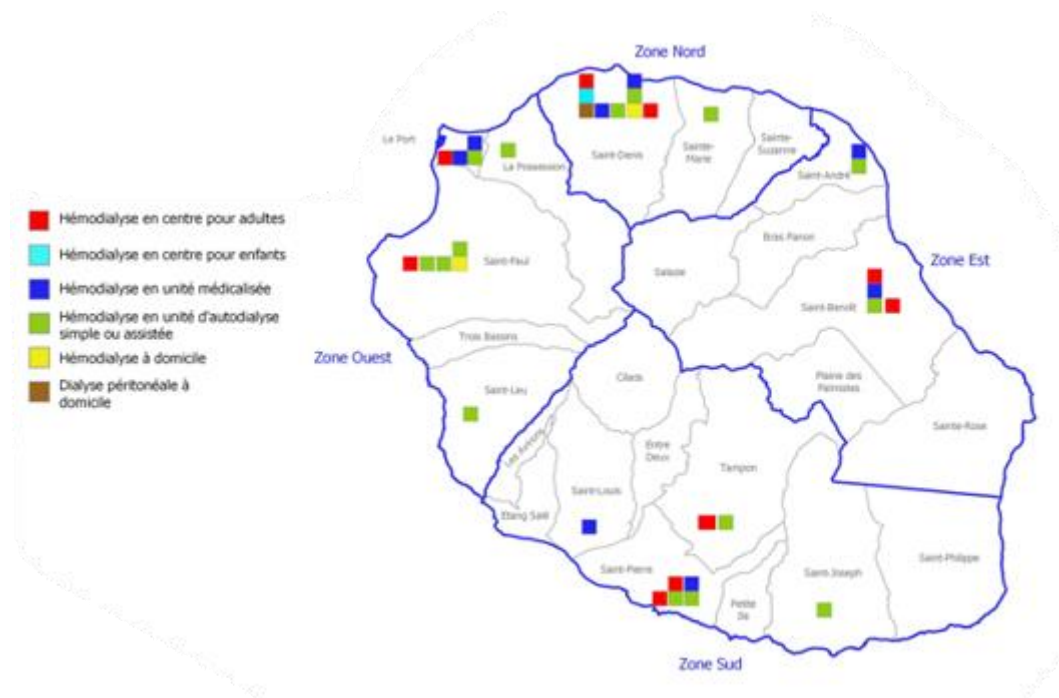 Zone Nord
Le Port
La Possession
Saint-Denis
Sainte-
Marie
Sainte-
Suzanne
Saint-André
Bras Panon
Salazie
Zone Est
Saint-Paul
Saint-Benoît
Hémodialyse en centre pour adultes
Hémodialyse en centre pour enfants
Hémodialyse en unité médicalisée
Hémodialyse en unité d'autodialyse
simple ou assistée
Hémodialyse à domicile
Dialyse péritonéale à
domicile
Zone Ouest
Trois Bassins
Saint-Leu
Cilaos
Plaine des
Palmistes
Sainte-Rose
Les Avirons
Entre
Deux
Tampon
Etang Salé
Saint-Louis
Saint-Pierre
Petite
Ile
Saint-Joseph
Saint-Philippe
Zone Sud